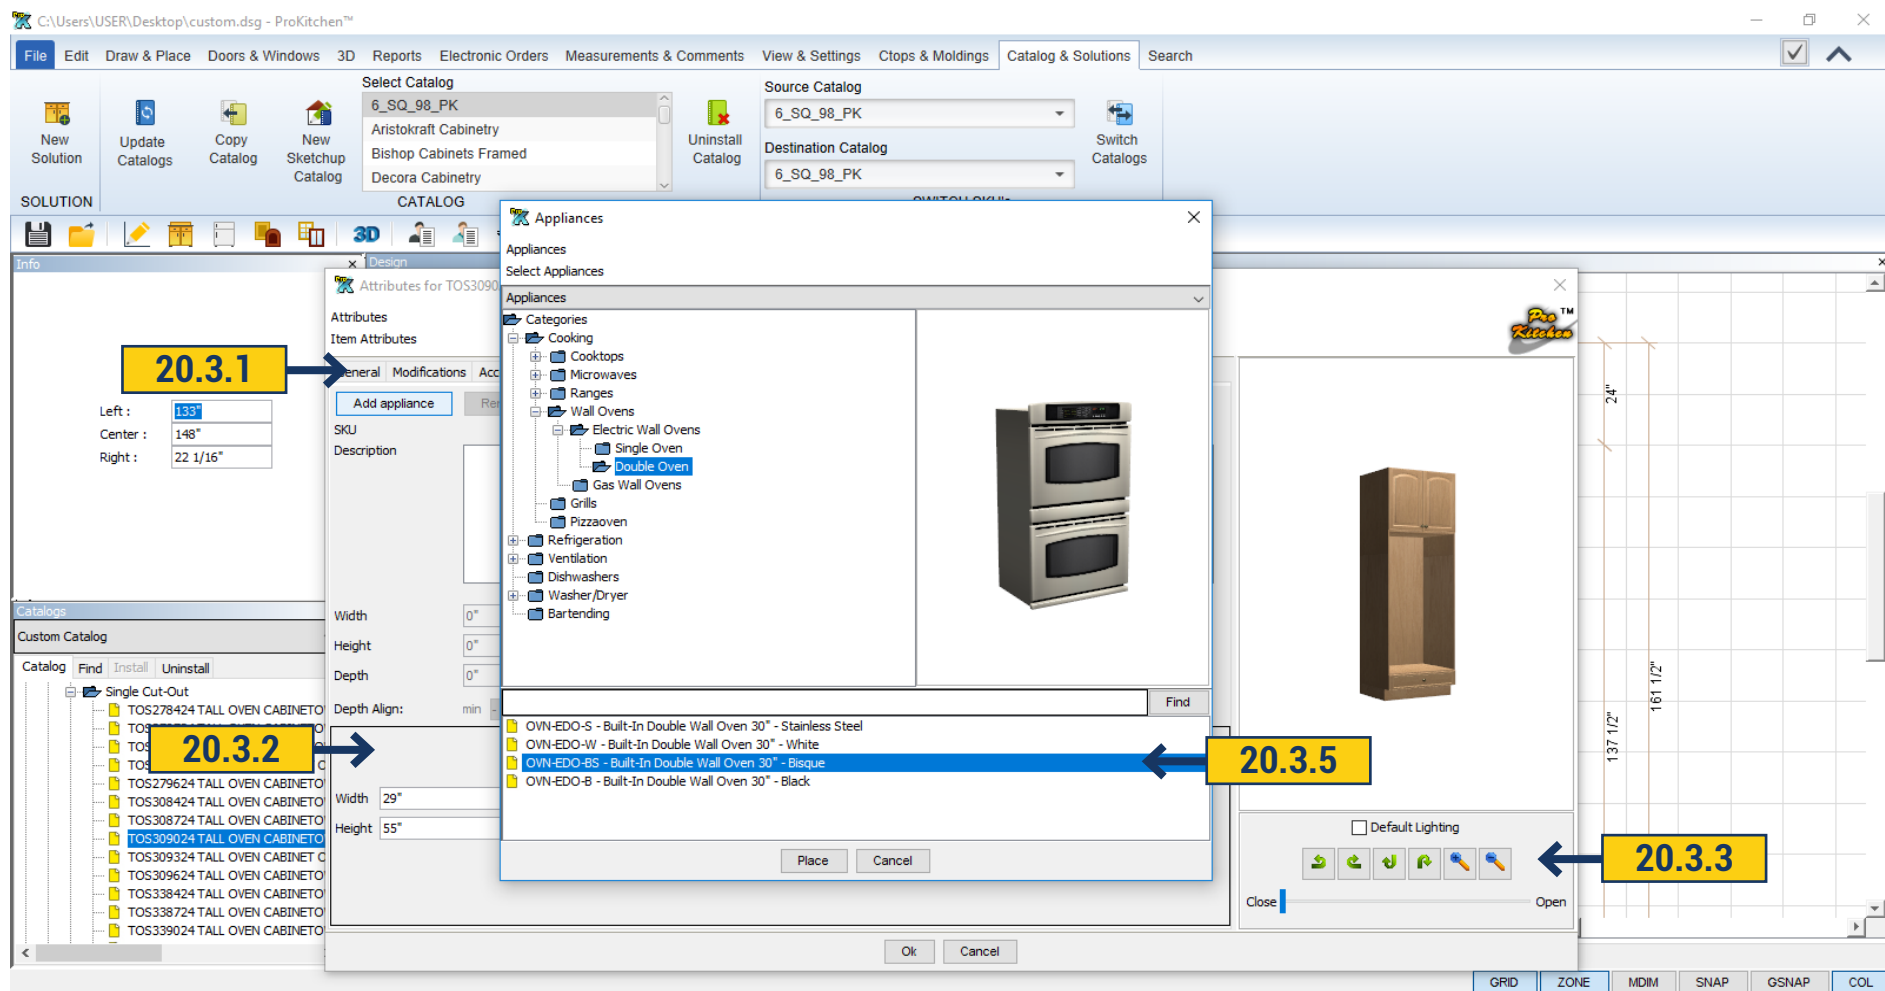 C:\Users\USER\Desktop\custom.dsg - ProKitchen™
File Edit Draw & Place Doors & Windows 3D Reports Electronic Orders Measurements & Comments View & Settings Ctops & Moldings Catalog & Solutions Search
New Solution
Update Catalogs
Copy Catalog
New Sketchup Catalog
SOLUTION
Select Catalog
6_SQ_98_PK
Aristokraft Cabinetry
Bishop Cabinets Framed
Decora Cabinetry
CATALOG
Uninstall Catalog
Source Catalog
6_SQ_98_PK
Destination Catalog
6_SQ_98_PK
Switch Catalogs
3D
Info
Design
20.3.1
Left : 133"
Center : 148"
Right : 22 1/16"
Catalogs
Custom Catalog
Catalog Find Install Uninstall
Single Cut-Out
TOS278424 TALL OVEN CABINETO
TOS
TOS
TOS
TOS279624 TALL OVEN CABINETO
TOS308424 TALL OVEN CABINETO
TOS308724 TALL OVEN CABINETO
TOS309024 TALL OVEN CABINETO
TOS309324 TALL OVEN CABINET O
TOS309624 TALL OVEN CABINETO
TOS338424 TALL OVEN CABINETO
TOS338724 TALL OVEN CABINETO
TOS339024 TALL OVEN CABINETO
20.3.2
Attributes for TOS3090
Attributes
Item Attributes
eneral Modifications Acc
Add appliance Re
SKU
Description
Width 0"
Height 0"
Depth 0"
Depth Align: min
Width 29"
Height 55"
Ok Cancel
Appliances
Appliances
Select Appliances
Appliances
Categories
Cooking
Cooktops
Microwaves
Ranges
Wall Ovens
Electric Wall Ovens
Single Oven
Double Oven
Gas Wall Ovens
Grills
Pizzaoven
Refrigeration
Ventilation
Dishwashers
Washer/Dryer
Bartending
Find
OVN-EDO-S - Built-In Double Wall Oven 30" - Stainless Steel
OVN-EDO-W - Built-In Double Wall Oven 30" - White
OVN-EDO-BS - Built-In Double Wall Oven 30" - Bisque
OVN-EDO-B - Built-In Double Wall Oven 30" - Black
Place Cancel
20.3.5
Pro Kitchen ™
Default Lighting
Close Open
20.3.3
24"
161 1/2"
137 1/2"
GRID ZONE MDIM SNAP GSNAP COL